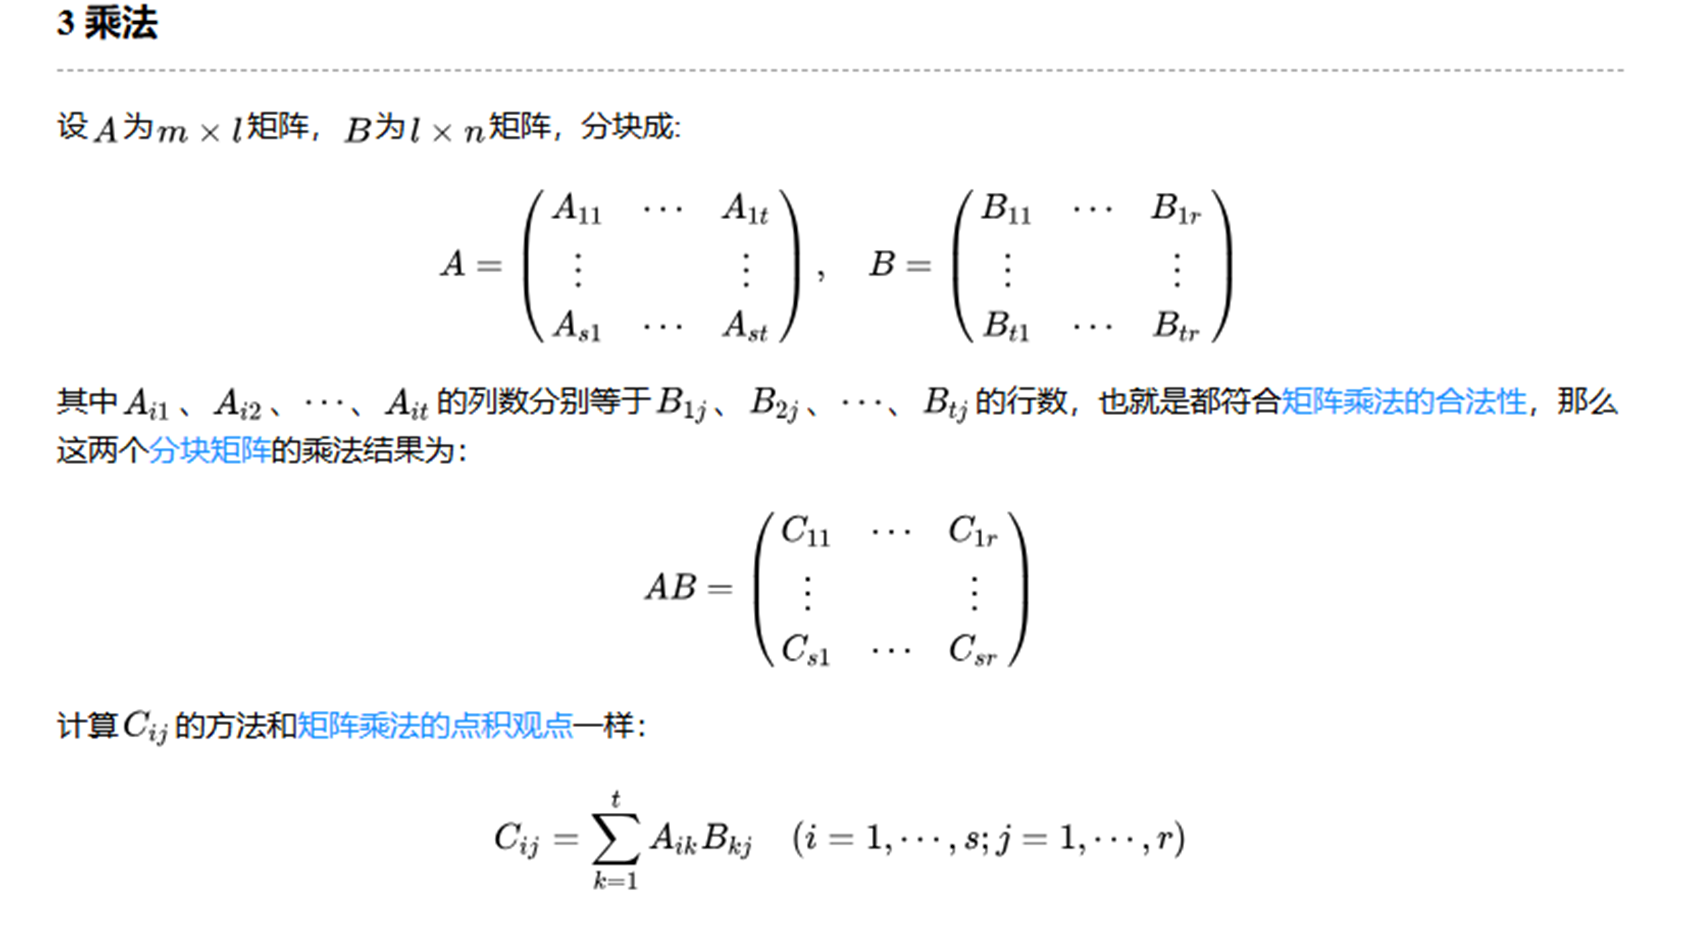 3 乘法
设 A 为 m × l 矩阵，B 为 l × n 矩阵，分块成:
A = \begin{pmatrix} A_{11} & \cdots & A_{1t} \\ \vdots & & \vdots \\ A_{s1} & \cdots & A_{st} \end{pmatrix}, \quad B = \begin{pmatrix} B_{11} & \cdots & B_{1r} \\ \vdots & & \vdots \\ B_{t1} & \cdots & B_{tr} \end{pmatrix}
其中 A_{i1} 、 A_{i2} 、 ⋯ 、 A_{it} 的列数分别等于 B_{1j} 、 B_{2j} 、 ⋯ 、 B_{tj} 的行数，也就是都符合矩阵乘法的合法性，那么
这两个分块矩阵的乘法结果为：
AB = \begin{pmatrix} C_{11} & \cdots & C_{1r} \\ \vdots & & \vdots \\ C_{s1} & \cdots & C_{sr} \end{pmatrix}
计算 C_{ij} 的方法和矩阵乘法的点积观点一样：
C_{ij} = \sum_{k=1}^{t} A_{ik} B_{kj} \quad (i = 1, \cdots, s; j = 1, \cdots, r)